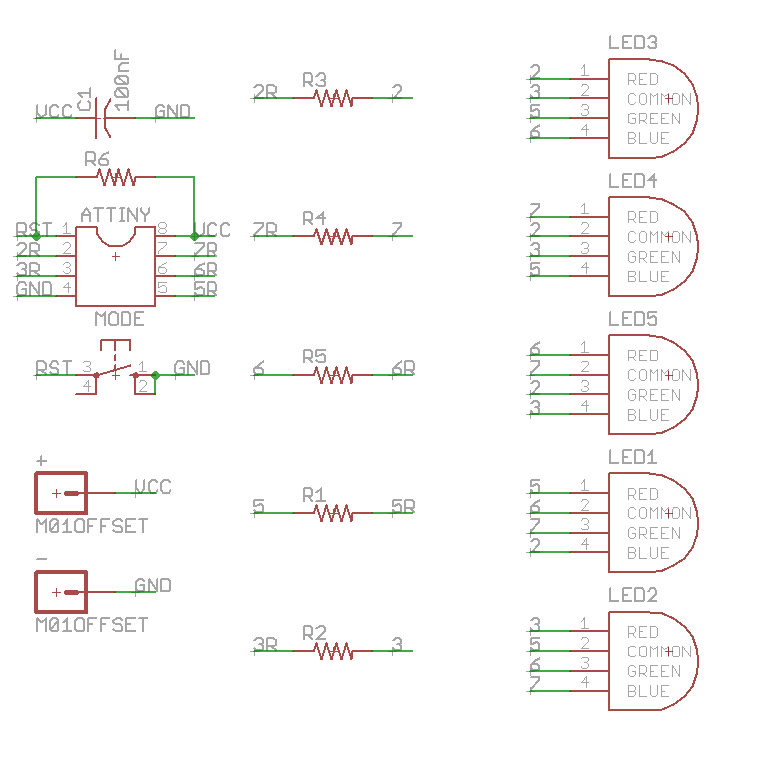 C1
100nF
VCC GND
R6
ATTINY
RST 1 8 VCC
2R 2 7 7R
3R 3 6 6R
GND 4 5 5R
MODE
RST 3 1 GND
4 2
+
VCC
M01OFFSET
-
GND
M01OFFSET
R3
2R 2
R4
7R 7
R5
6 6R
R1
5 5R
R2
3R 3
LED3
2 1 RED
3 2 COMMON
5 3 GREEN
6 4 BLUE
LED4
7 1 RED
2 2 COMMON
3 3 GREEN
5 4 BLUE
LED5
6 1 RED
7 2 COMMON
2 3 GREEN
3 4 BLUE
LED1
5 1 RED
6 2 COMMON
7 3 GREEN
2 4 BLUE
LED2
3 1 RED
5 2 COMMON
6 3 GREEN
7 4 BLUE